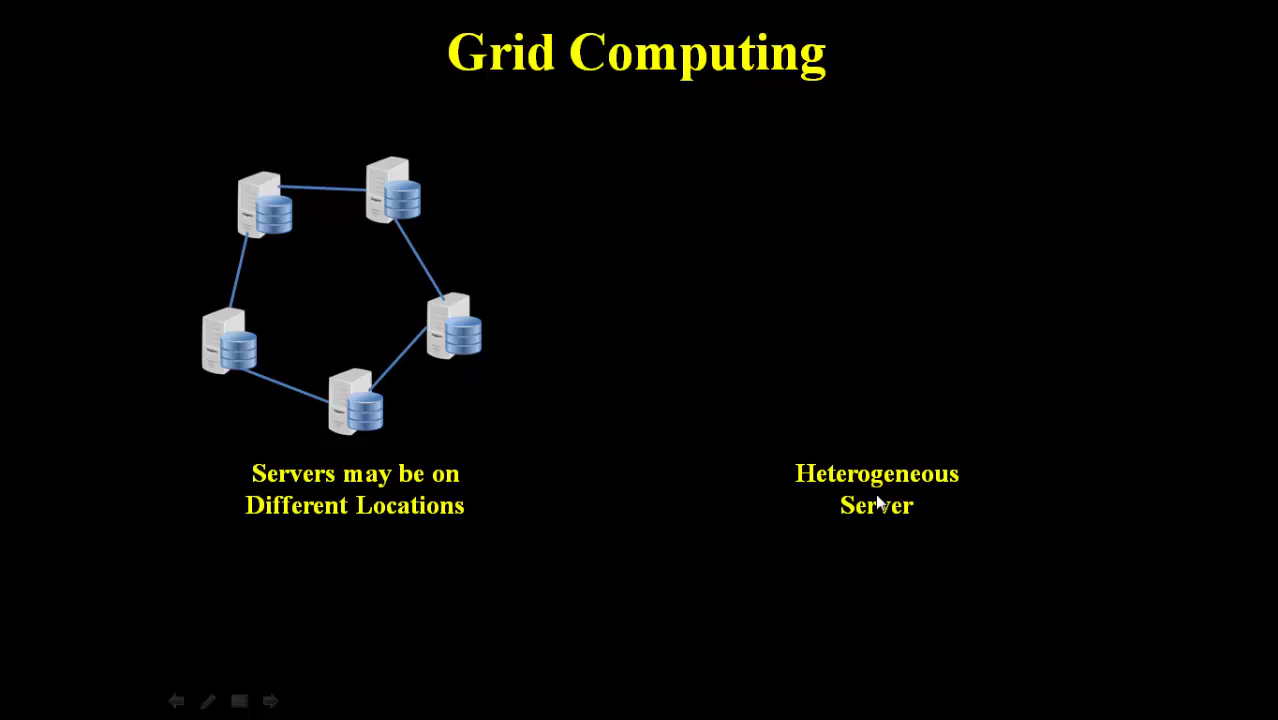 Grid Computing
Servers may be on
Different Locations
Heterogeneous
Server